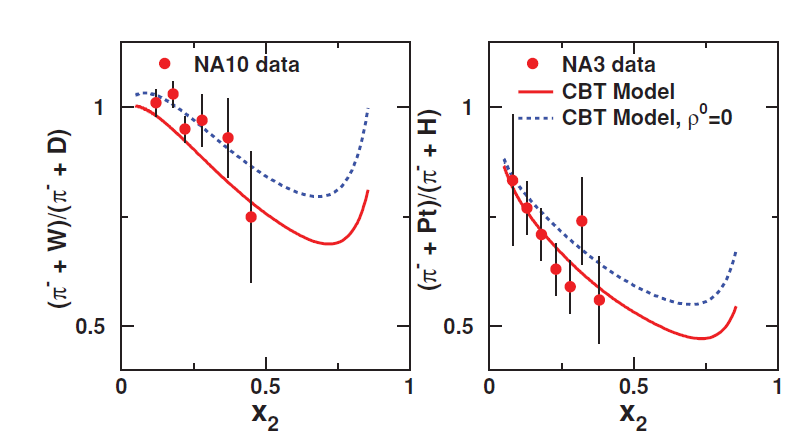 NA10 data
(π⁻ + W)/(π⁻ + D)
1
0.5
0
0.5
1
x₂
NA3 data
CBT Model
CBT Model, ρ⁰=0
(π⁻ + Pt)/(π⁻ + H)
1
0.5
0
0.5
1
x₂